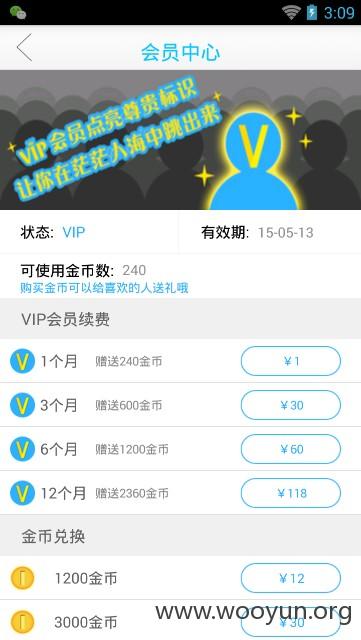 3:09
会员中心
vip会员点亮尊贵标识
让你在茫茫人海中跳出来
V
状态: VIP 有效期: 15-05-13
可使用金币数: 240
购买金币可以给喜欢的人送礼哦
VIP会员续费
V 1个月 赠送240金币 ￥1
V 3个月 赠送600金币 ￥30
V 6个月 赠送1200金币 ￥60
V 12个月 赠送2360金币 ￥118
金币兑换
1200金币 ￥12
3000金币 ￥30
www.wooyun.org